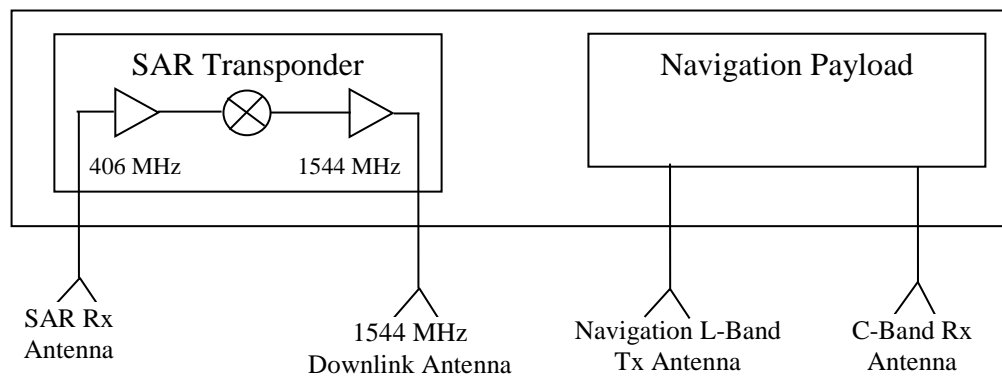 SAR Transponder
406 MHz
1544 MHz
Navigation Payload
SAR Rx
Antenna
1544 MHz
Downlink Antenna
Navigation L-Band
Tx Antenna
C-Band Rx
Antenna